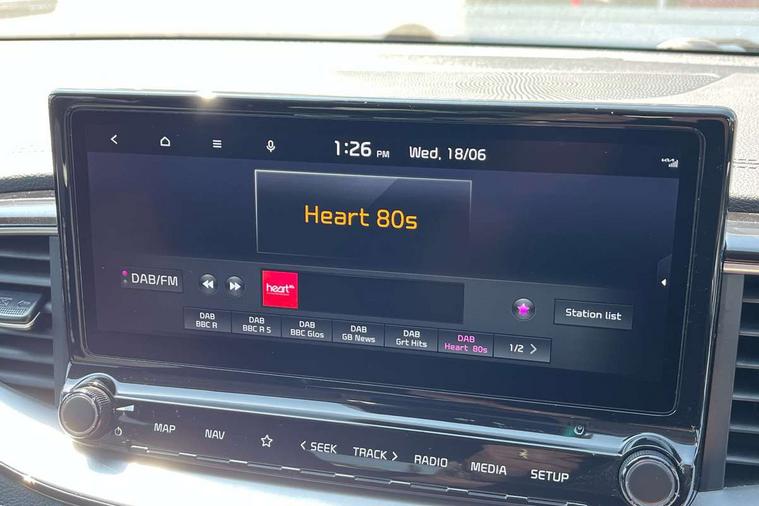 1:26 PM Wed, 18/06
Heart 80s
DAB/FM
heart
Station list
DAB
BBC R
DAB
BBC R 5
DAB
BBC Glos
DAB
GB News
DAB
Grt Hits
DAB
Heart 80s
1/2 >
MAP
NAV
< SEEK
TRACK >
RADIO
MEDIA
SETUP